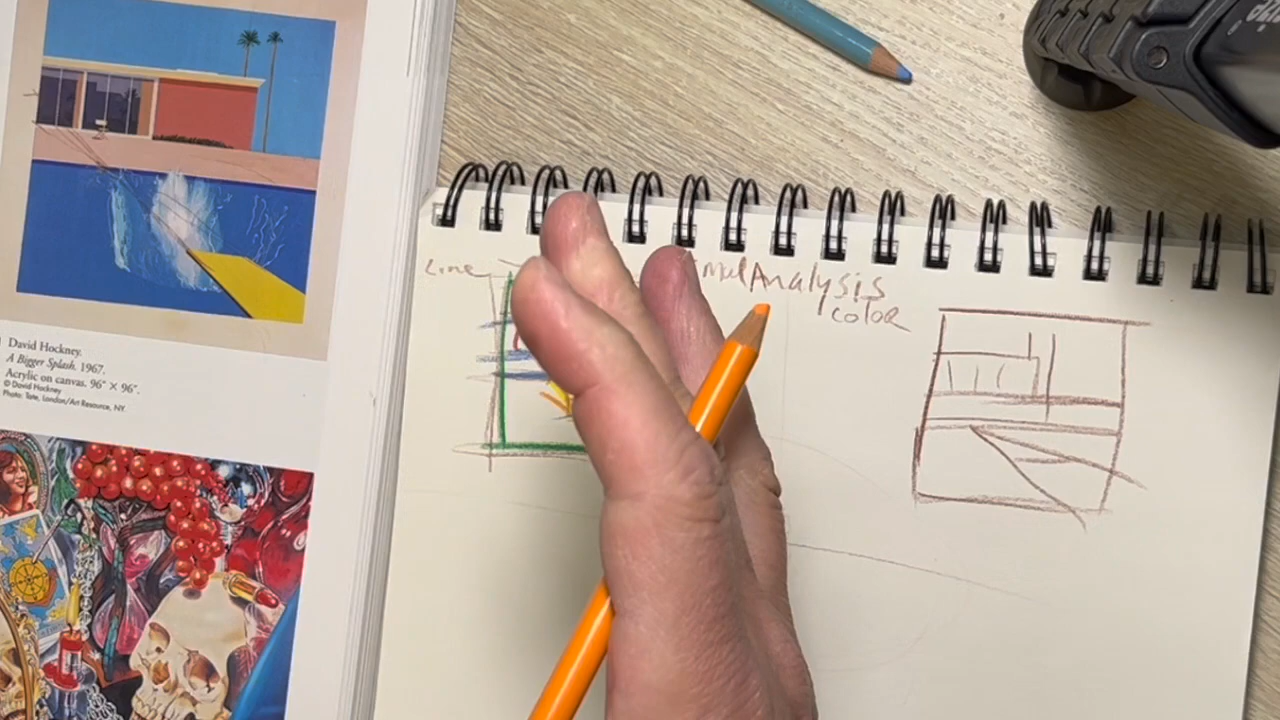 David Hockney.
A Bigger Splash. 1967.
Acrylic on canvas. 96" × 96".
© David Hockney
Photo: Tate, London/Art Resource, NY
Line
Analysis
COLOR